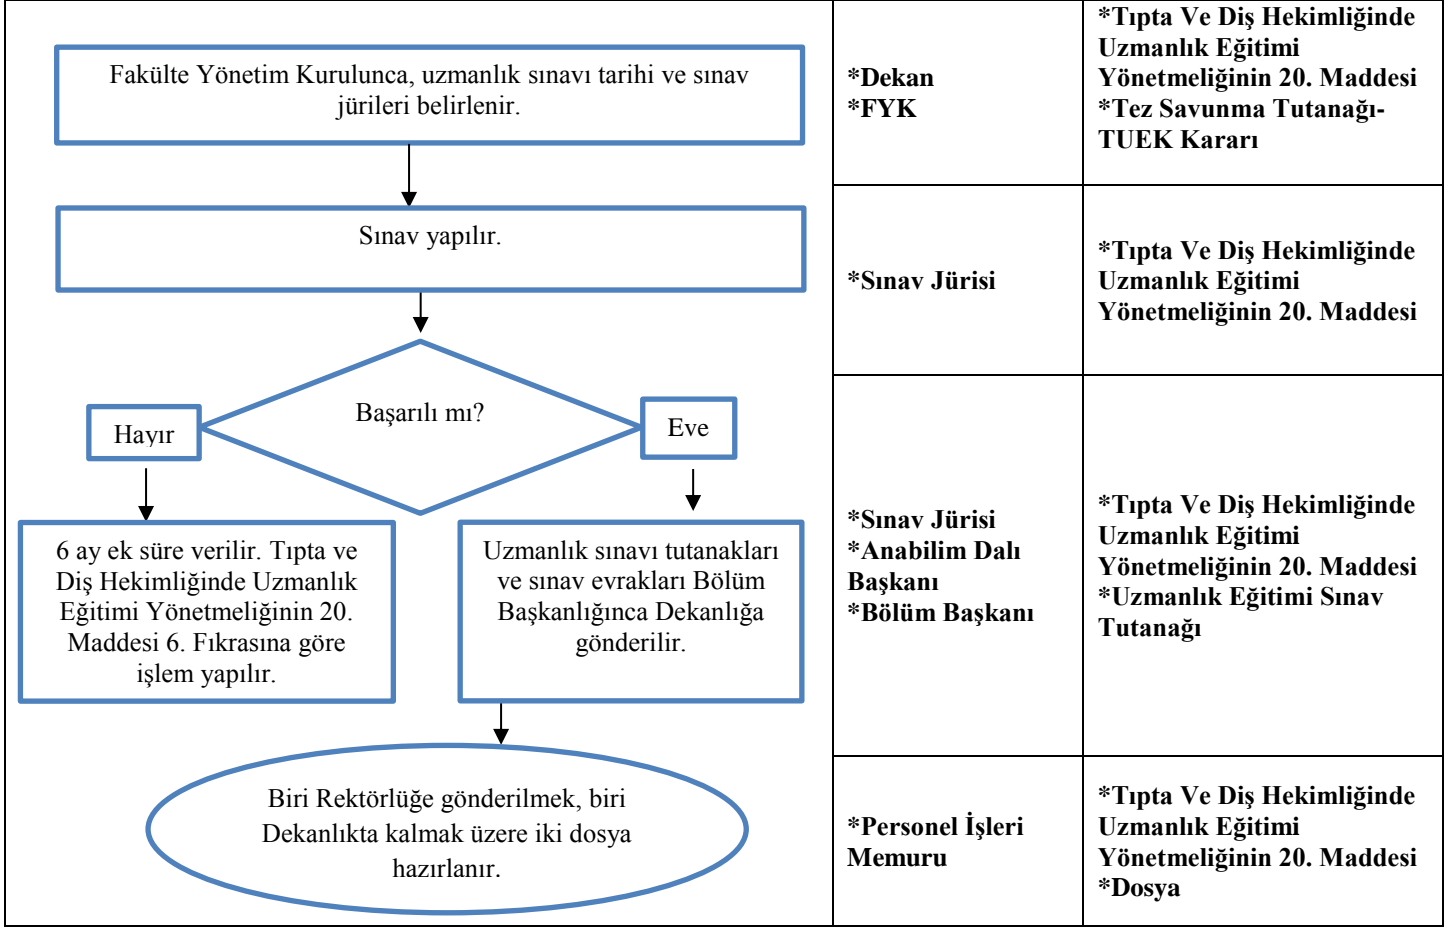 Fakülte Yönetim Kurulunca, uzmanlık sınavı tarihi ve sınav
jürileri belirlenir.
*Dekan
*FYK
*Tıpta Ve Diş Hekimliğinde
Uzmanlık Eğitimi
Yönetmeliğinin 20. Maddesi
*Tez Savunma Tutanağı-
TUEK Kararı
Sınav yapılır.
*Sınav Jürisi
*Tıpta Ve Diş Hekimliğinde
Uzmanlık Eğitimi
Yönetmeliğinin 20. Maddesi
Başarılı mı?
Hayır
Eve
6 ay ek süre verilir. Tıpta ve
Diş Hekimliğinde Uzmanlık
Eğitimi Yönetmeliğinin 20.
Maddesi 6. Fıkrasına göre
işlem yapılır.
Uzmanlık sınavı tutanakları
ve sınav evrakları Bölüm
Başkanlığınca Dekanlığa
gönderilir.
*Sınav Jürisi
*Anabilim Dalı
Başkanı
*Bölüm Başkanı
*Tıpta Ve Diş Hekimliğinde
Uzmanlık Eğitimi
Yönetmeliğinin 20. Maddesi
*Uzmanlık Eğitimi Sınav
Tutanağı
Biri Rektörlüğe gönderilmek, biri
Dekanlıkta kalmak üzere iki dosya
hazırlanır.
*Personel İşleri
Memuru
*Tıpta Ve Diş Hekimliğinde
Uzmanlık Eğitimi
Yönetmeliğinin 20. Maddesi
*Dosya